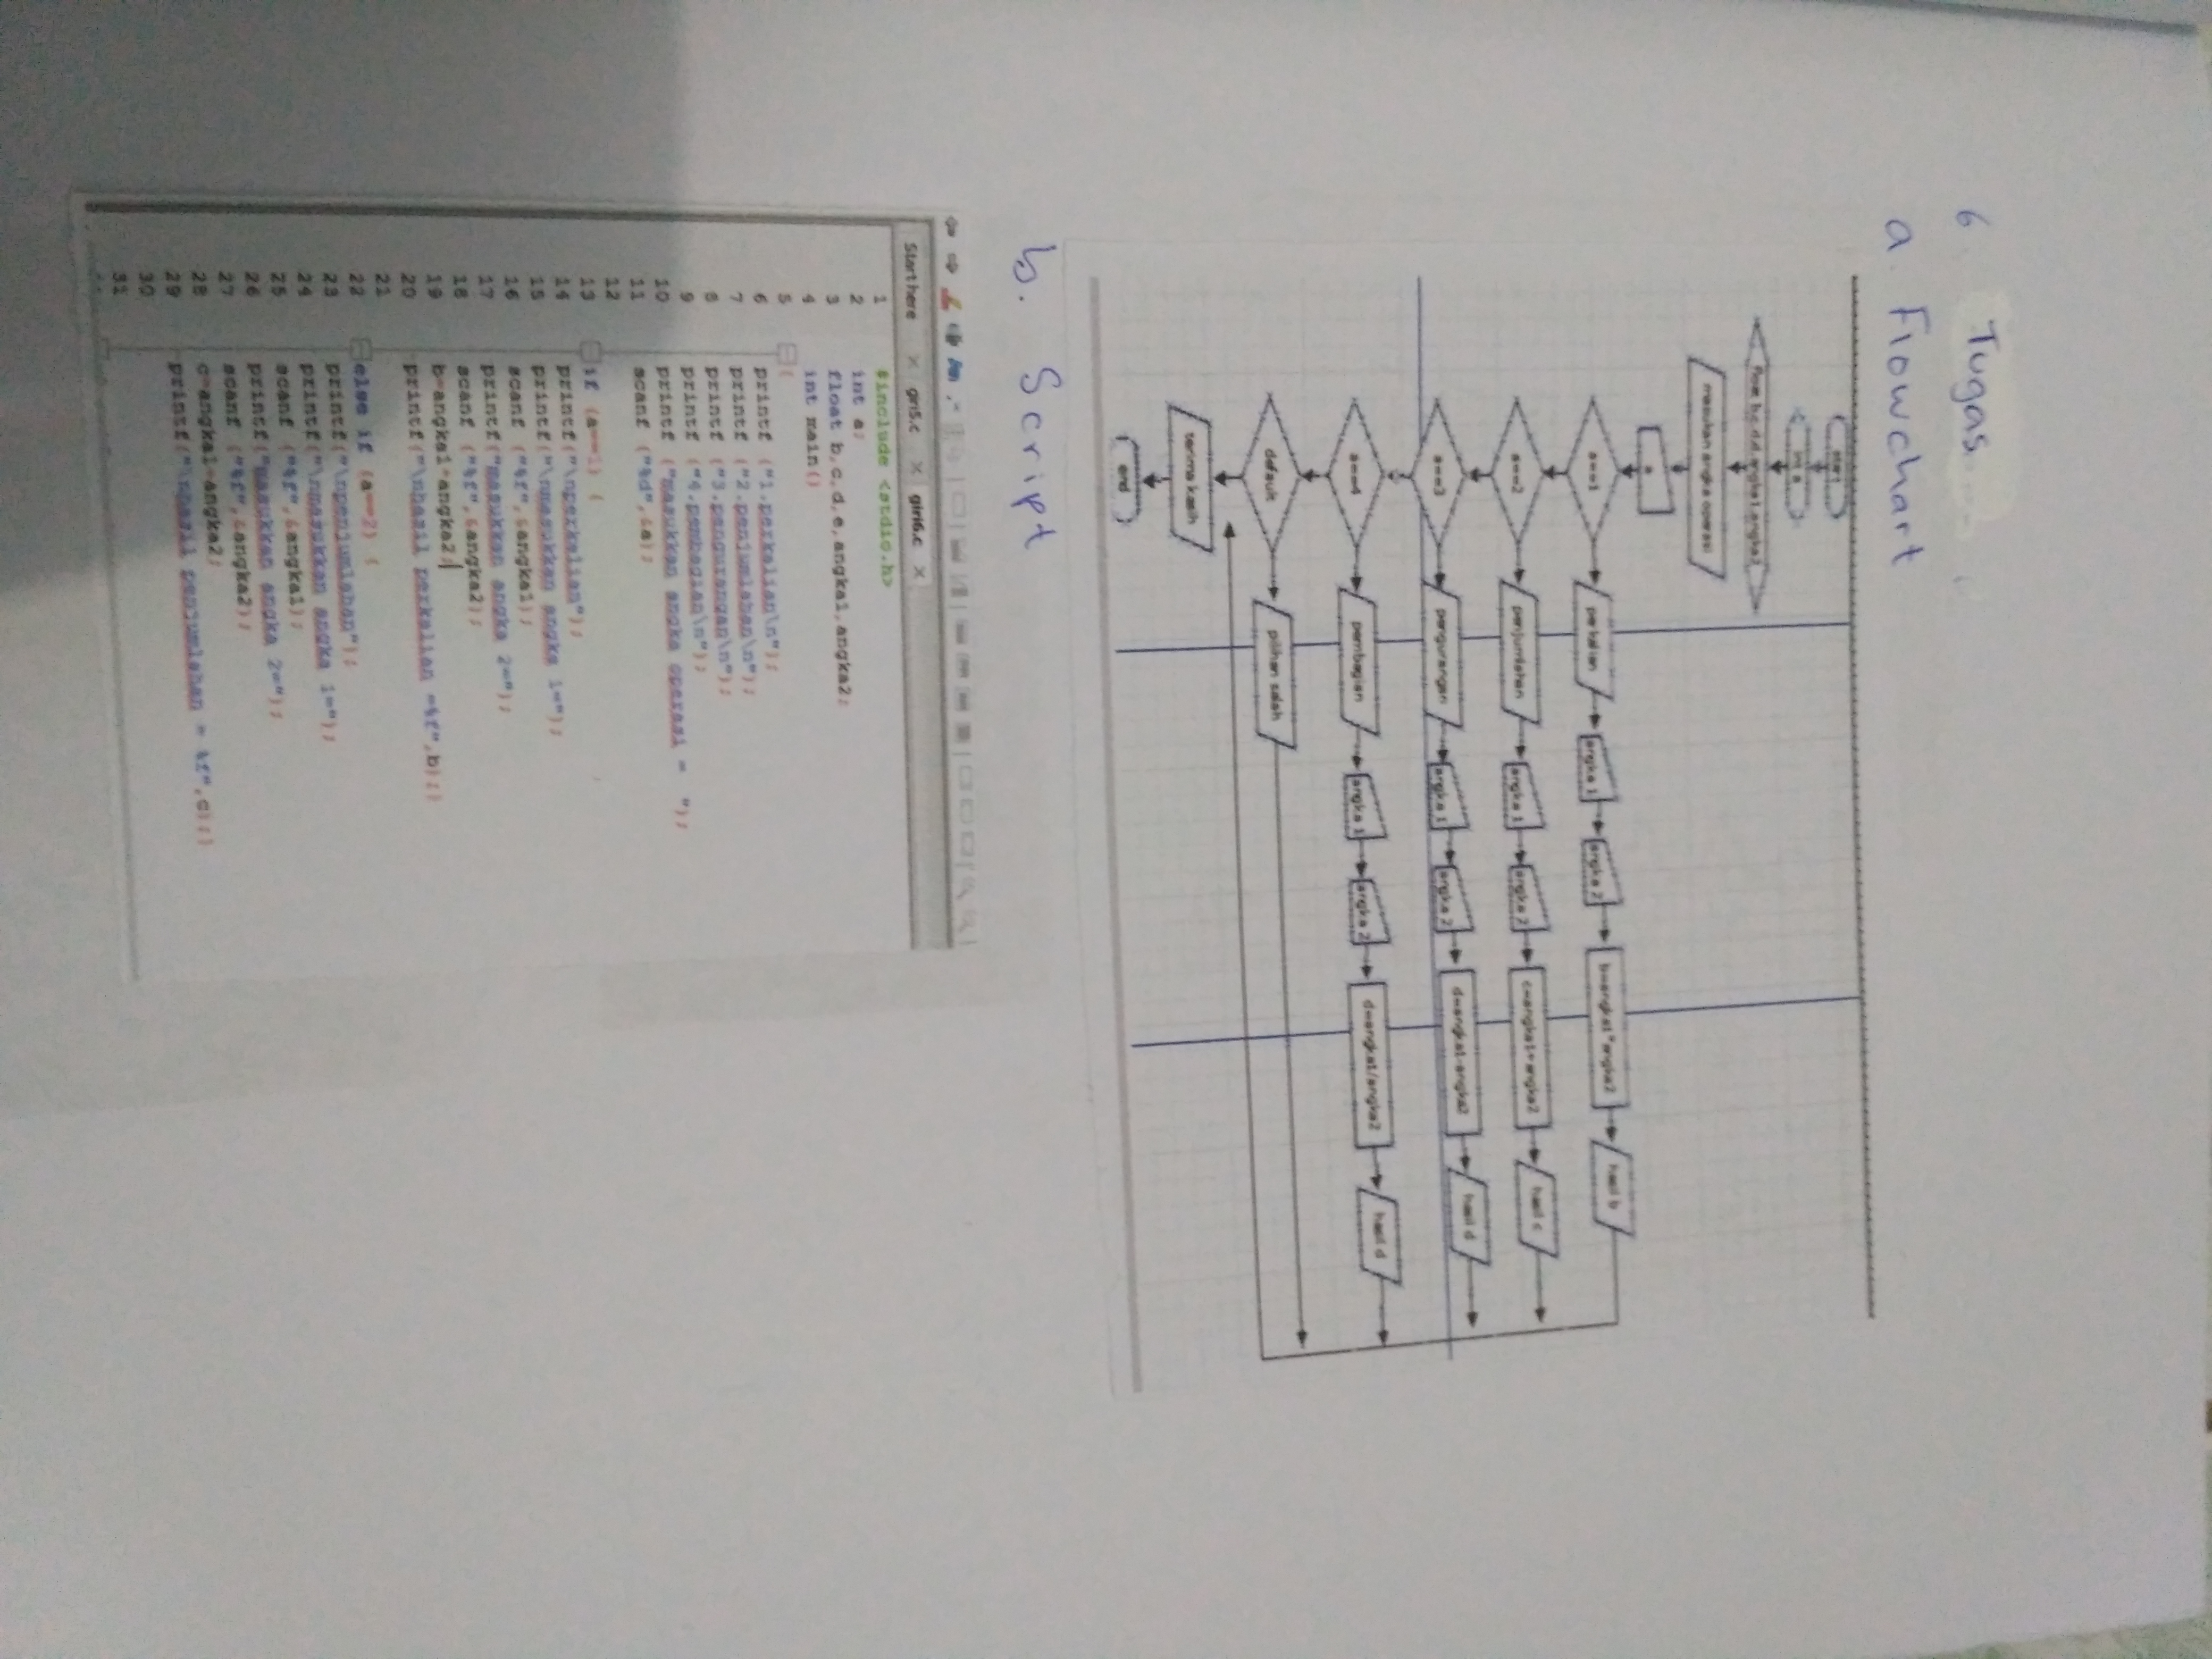 6. Tugas
a. Flowchart
start
int a
float b,c,d,d,angka1,angka2
masukan angka operasi
a
a==1
perkalian
angka 1
angka 2
b=angka1*angka2
hasil b
a==2
penjumlahan
angka 1
angka 2
c=angka1+angka2
hasil c
a==3
pengurangan
angka 1
angka 2
d=angka1-angka2
hasil d
a==4
pembagian
angka 1
angka 2
d=angka1/angka2
hasil d
default
pilihan salah
terima kasih
end
b. Script
Start here × giri5.c × giri6.c ×
1 #include <stdio.h>
2 int a;
3 float b,c,d,e,angka1,angka2;
4 int main()
5 {
6 printf ("1.perkalian\n");
7 printf ("2.penjumlahan\n");
8 printf ("3.pengurangan\n");
9 printf ("4.pembagian\n");
10 printf ("masukkan angka operasi = ");
11 scanf ("%d",&a);
12
13 if (a==1) {
14 printf("\nperkalian");
15 printf("\nmasukkan angka 1=");
16 scanf ("%f",&angka1);
17 printf("masukkan angka 2=");
18 scanf ("%f",&angka2);
19 b=angka1*angka2;
20 printf("\nhasil perkalian =%f",b);}
21
22 else if (a==2) {
23 printf("\npenjumlahan");
24 printf("\nmasukkan angka 1=");
25 scanf ("%f",&angka1);
26 printf("masukkan angka 2=");
27 scanf ("%f",&angka2);
28 c=angka1+angka2;
29 printf("\nhasil penjumlahan = %f",c);}
30
31